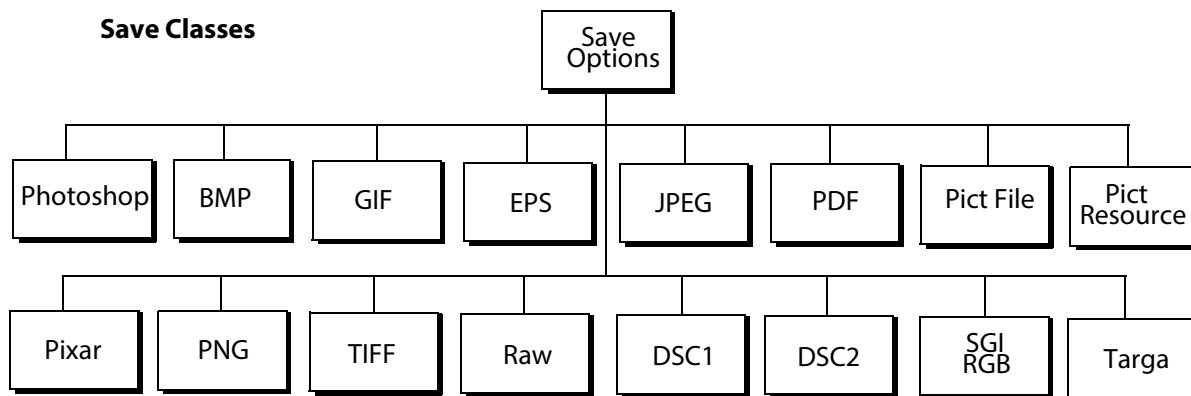 Save Classes
Save
Options
Photoshop
BMP
GIF
EPS
JPEG
PDF
Pict File
Pict
Resource
Pixar
PNG
TIFF
Raw
DSC1
DSC2
SGI
RGB
Targa